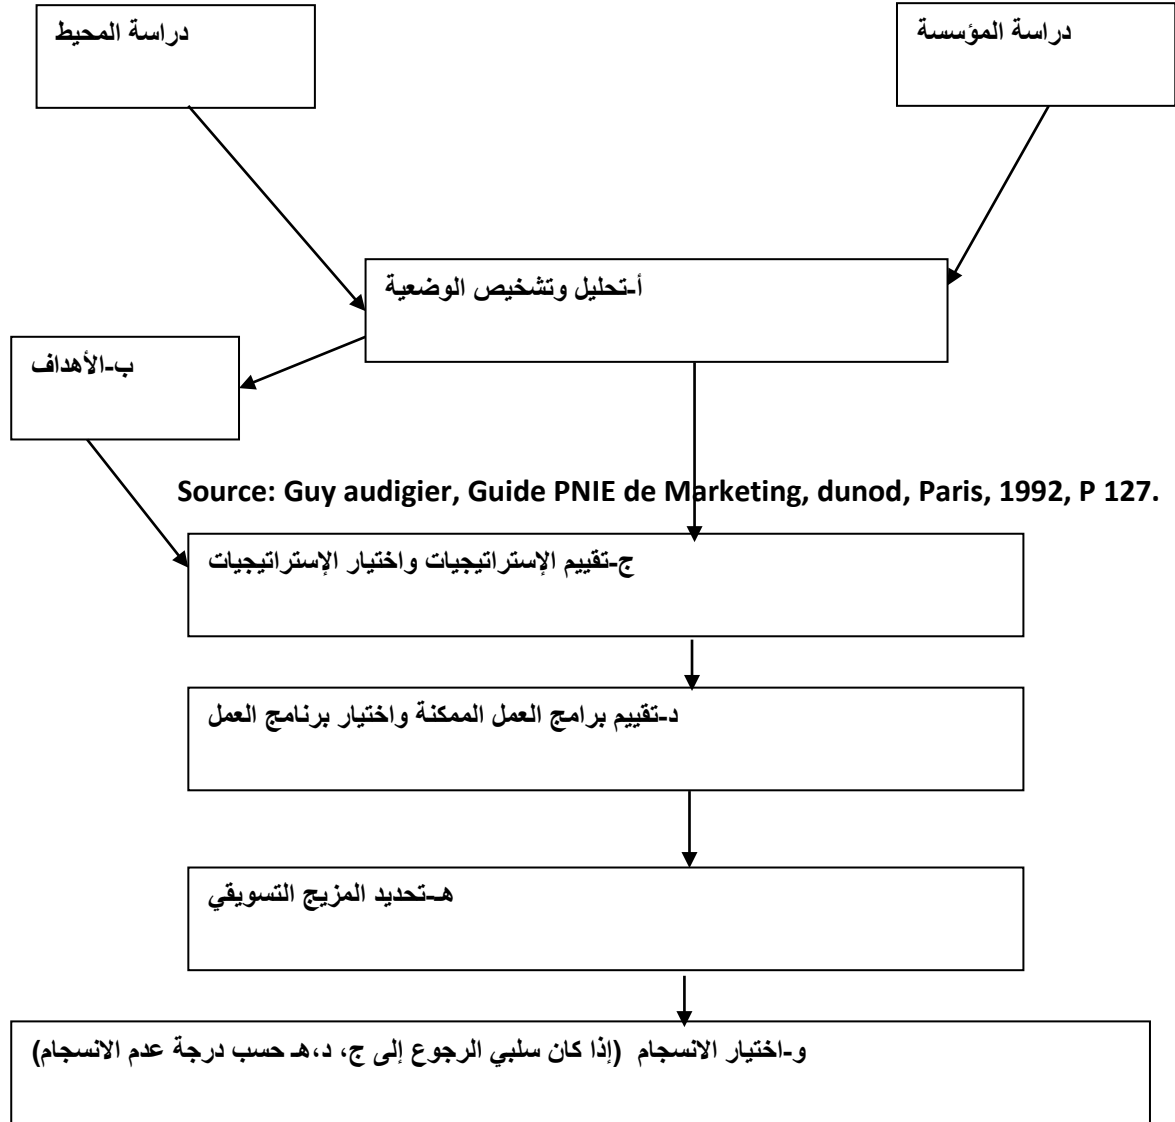 دراسة المؤسسة
دراسة المحيط
أ-تحليل وتشخيص الوضعية
ب-الأهداف
Source: Guy audigier, Guide PNIE de Marketing, dunod, Paris, 1992, P 127.
ج-تقييم الإستراتيجيات واختيار الإستراتيجيات
د-تقييم برامج العمل الممكنة واختيار برنامج العمل
هـ-تحديد المزيج التسويقي
و-اختيار الانسجام (إذا كان سلبي الرجوع إلى ج، د،هـ حسب درجة عدم الانسجام)